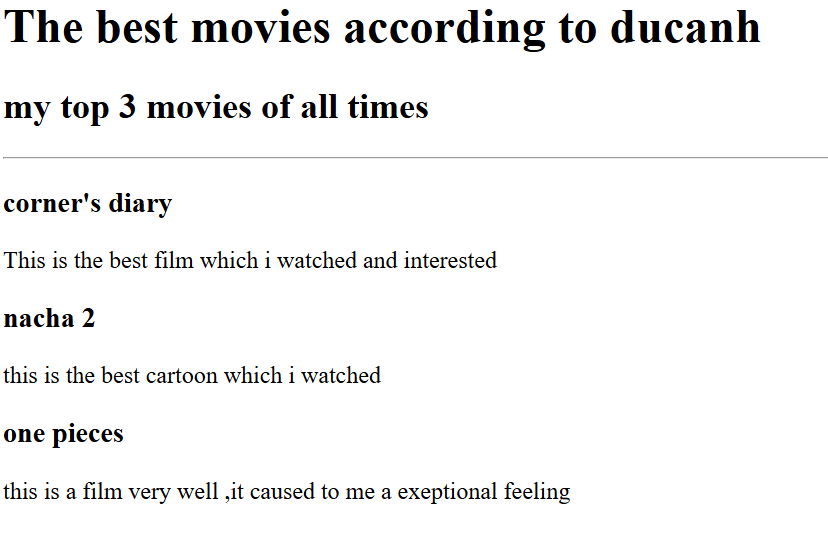 The best movies according to ducanh
my top 3 movies of all times
corner's diary
This is the best film which i watched and interested
nacha 2
this is the best cartoon which i watched
one pieces
this is a film very well ,it caused to me a exeptional feeling